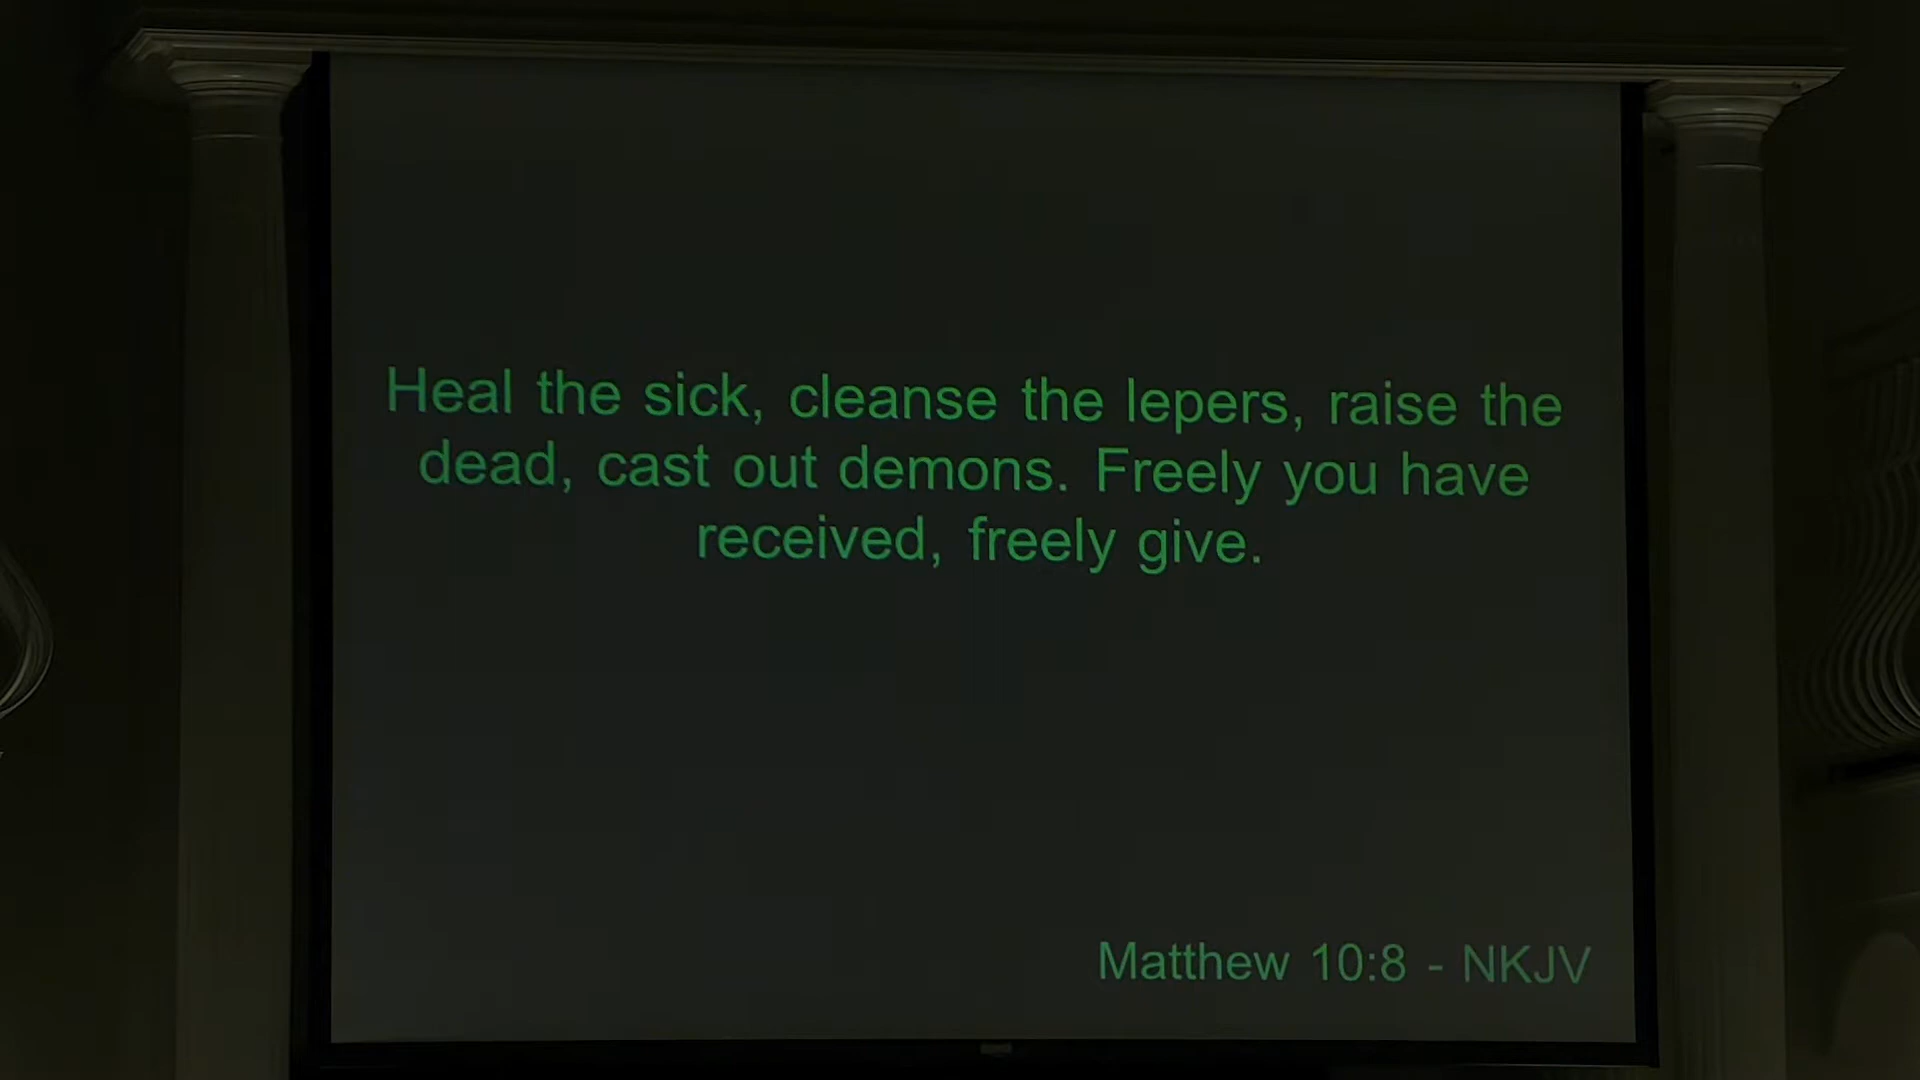 Heal the sick, cleanse the lepers, raise the
dead, cast out demons. Freely you have
received, freely give.
Matthew 10:8 - NKJV